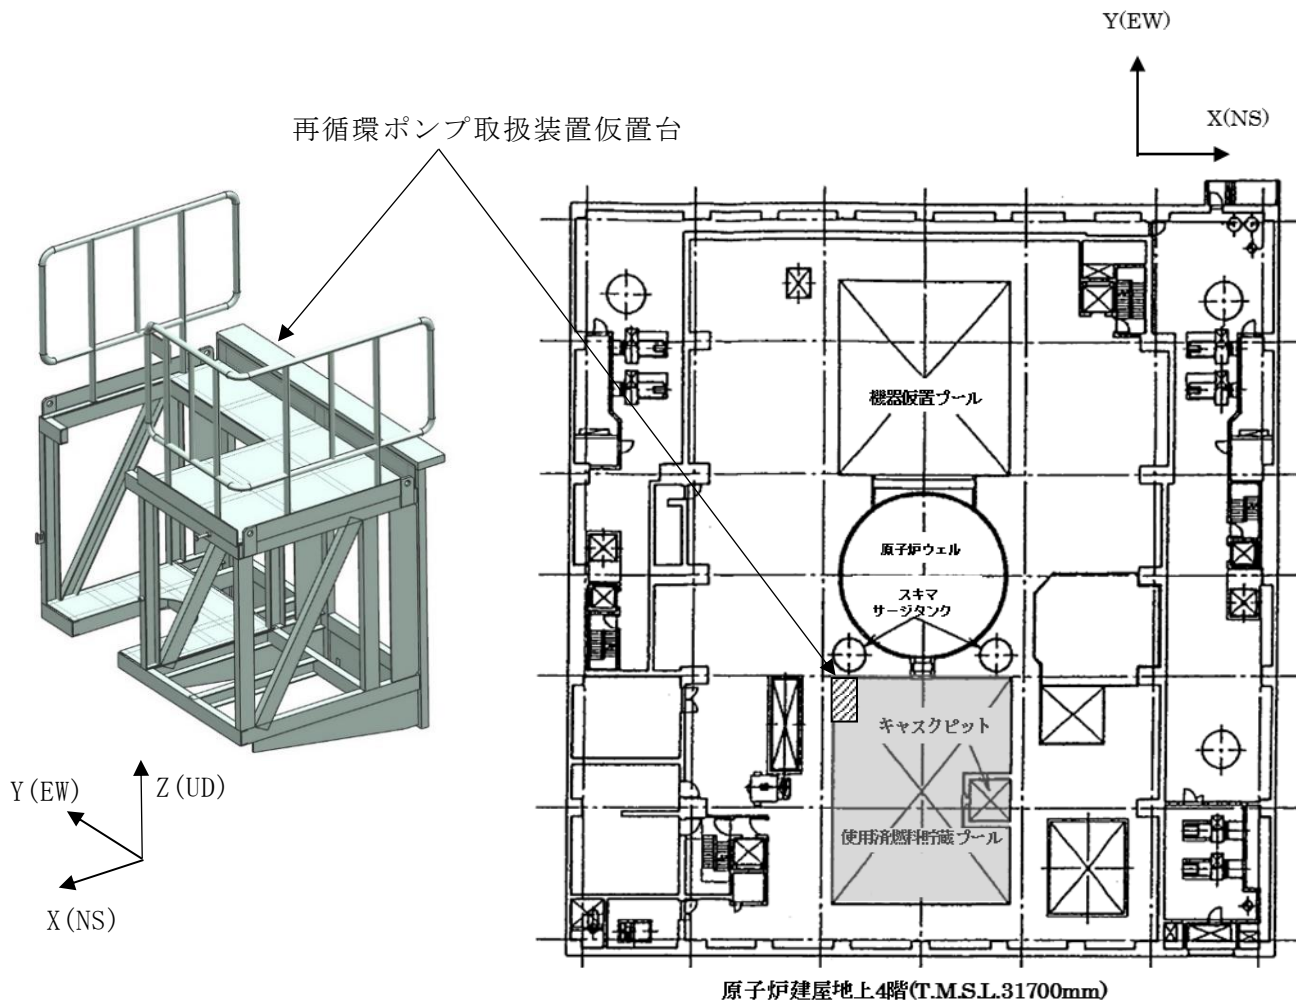 Y(EW)
X(NS)
再循環ポンプ取扱装置仮置台
機器仮置プール
原子炉ウェル
スキマ
サージタンク
キャスクピット
使用済燃料貯蔵プール
Y(EW)
Z(UD)
X(NS)
原子炉建屋地上4階(T.M.S.L.31700mm)